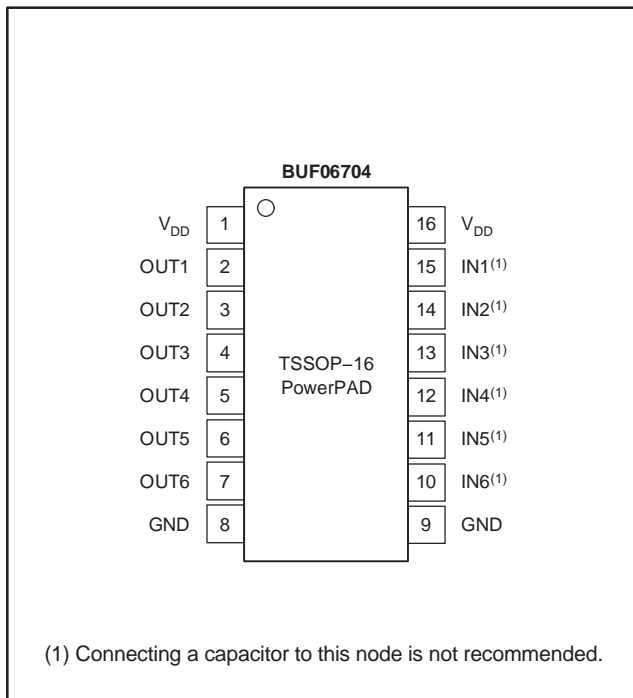 BUF06704
V_DD 1 16 V_DD
OUT1 2 15 IN1(1)
OUT2 3 14 IN2(1)
OUT3 4 13 IN3(1)
OUT4 5 12 IN4(1)
OUT5 6 11 IN5(1)
OUT6 7 10 IN6(1)
GND 8 9 GND
TSSOP–16
PowerPAD
(1) Connecting a capacitor to this node is not recommended.